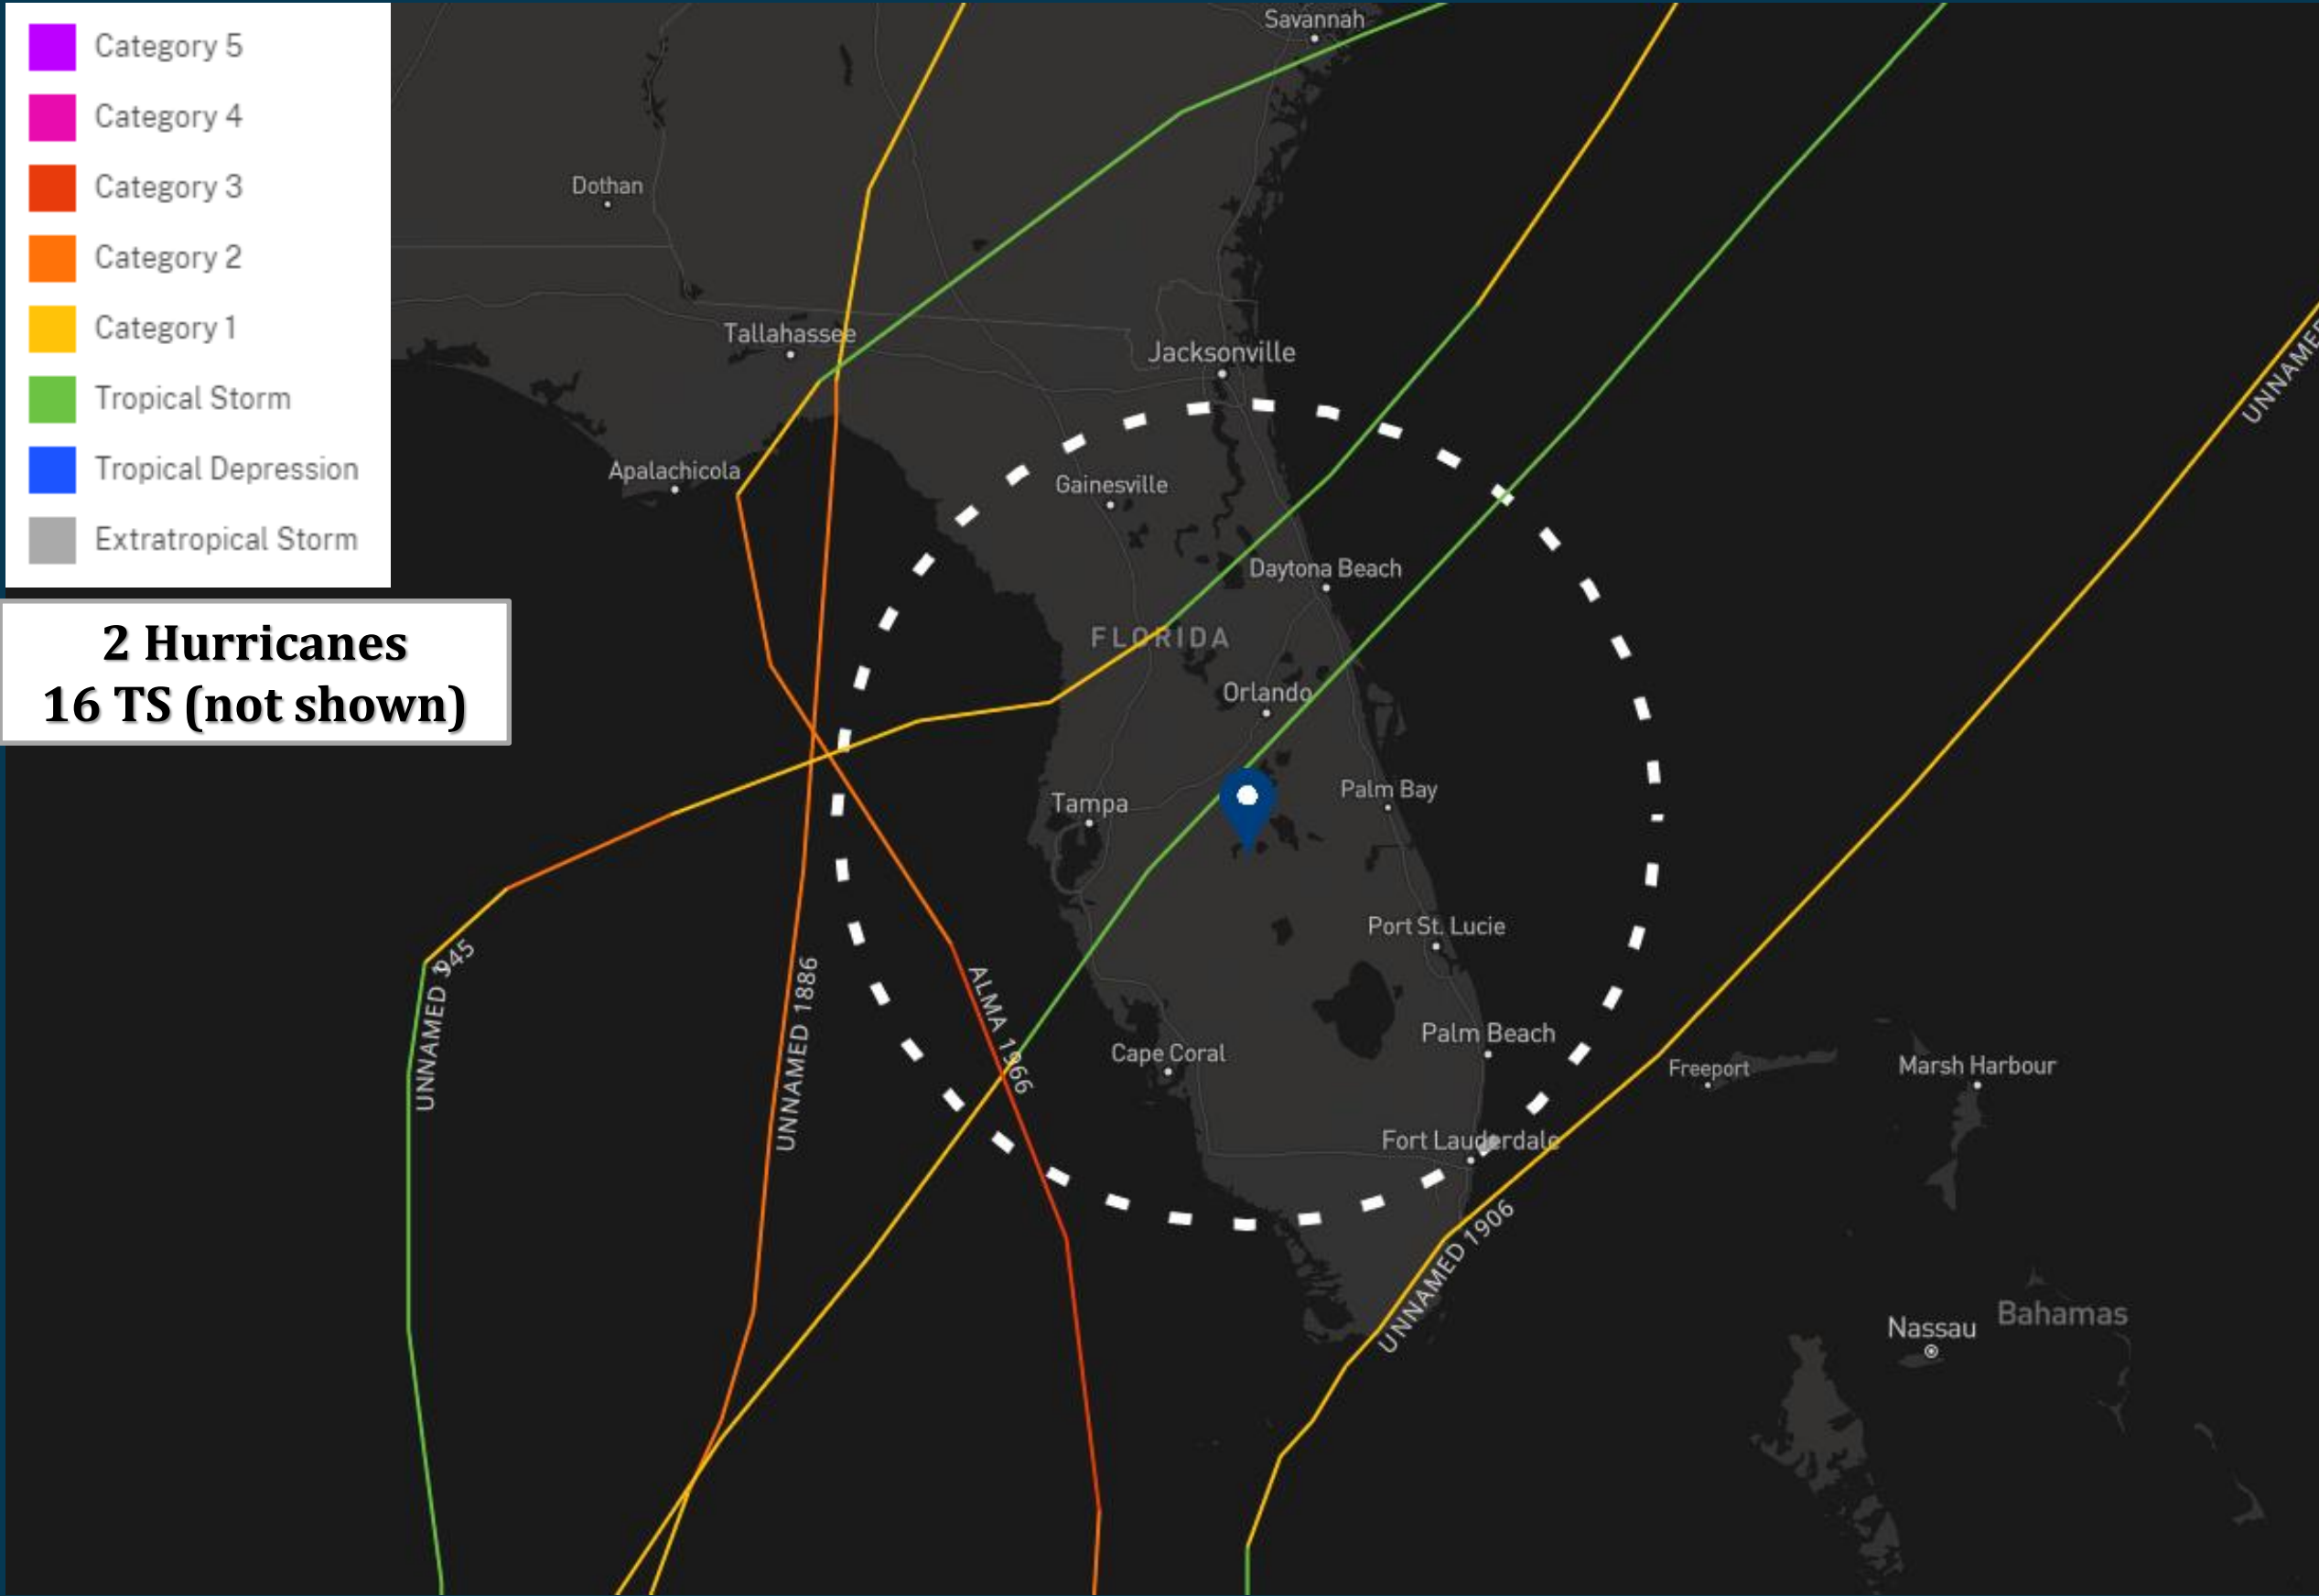 Category 5
Category 4
Category 3
Category 2
Category 1
Tropical Storm
Tropical Depression
Extratropical Storm
2 Hurricanes
16 TS (not shown)
Savannah
Dothan
Tallahassee
Jacksonville
Apalachicola
Gainesville
Daytona Beach
FLORIDA
Orlando
Tampa
Palm Bay
Port St. Lucie
Palm Beach
Cape Coral
Fort Lauderdale
Freeport
Marsh Harbour
Nassau
Bahamas
UNNAMED 1945
UNNAMED 1886
ALMA 1966
UNNAMED 1906